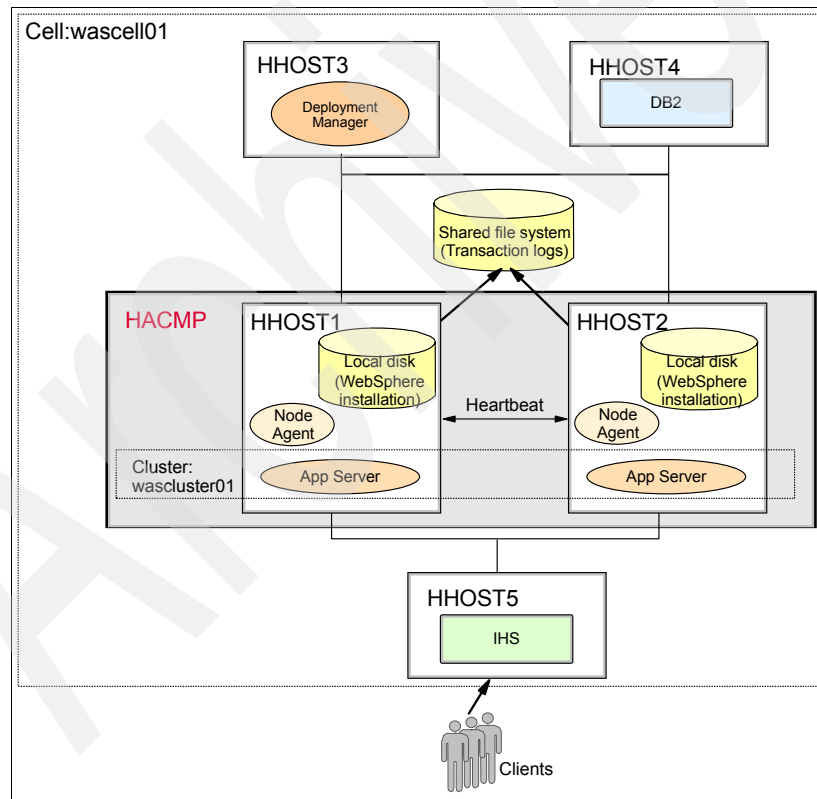 Cell:wascell01
HHOST3
Deployment
Manager
HHOST4
DB2
Shared file system
(Transaction logs)
HACMP
HHOST1
Local disk
(WebSphere
installation)
Node
Agent
Heartbeat
HHOST2
Local disk
(WebSphere
installation)
Node
Agent
Cluster:
wascluster01
App Server
App Server
HHOST5
IHS
Clients
Archive